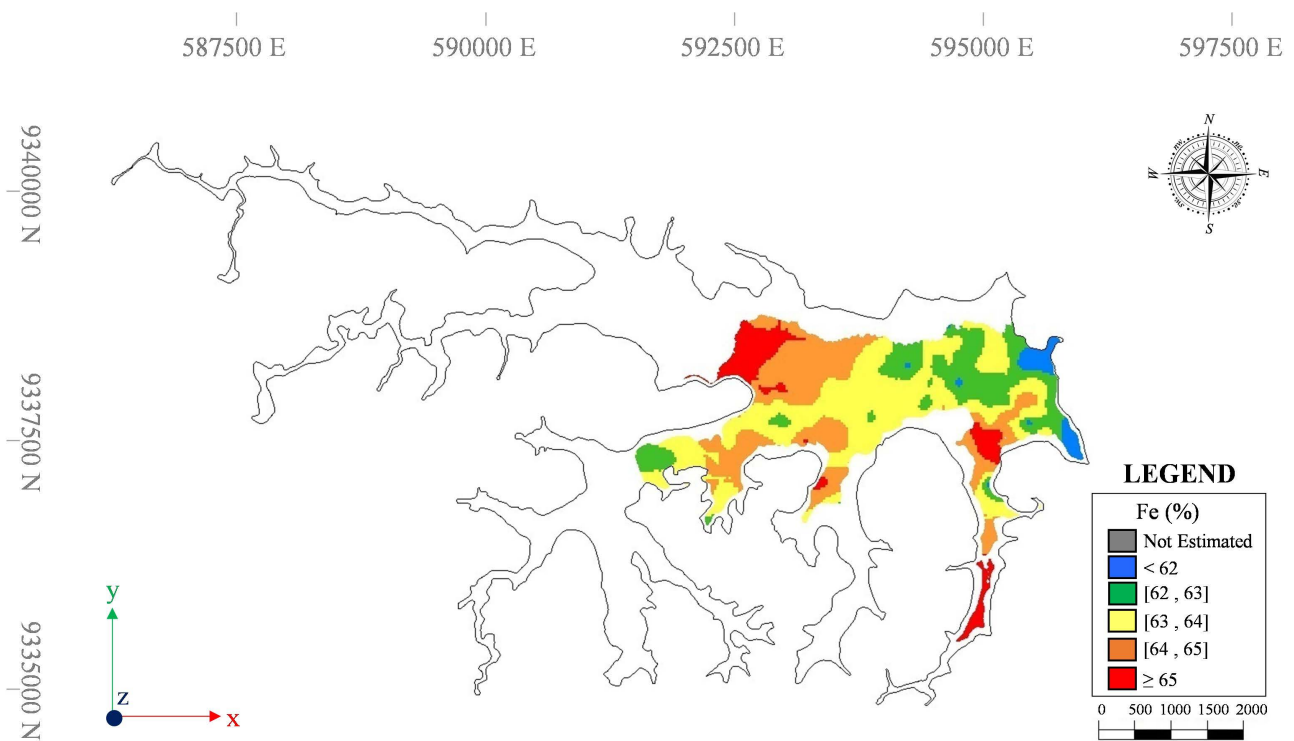 587500 E
590000 E
592500 E
595000 E
597500 E
9340000 N
9337500 N
9335000 N
N
W
E
S
y
z
x
LEGEND
Fe (%)
Not Estimated
< 62
[62 , 63]
[63 , 64]
[64 , 65]
≥ 65
0 500 1000 1500 2000